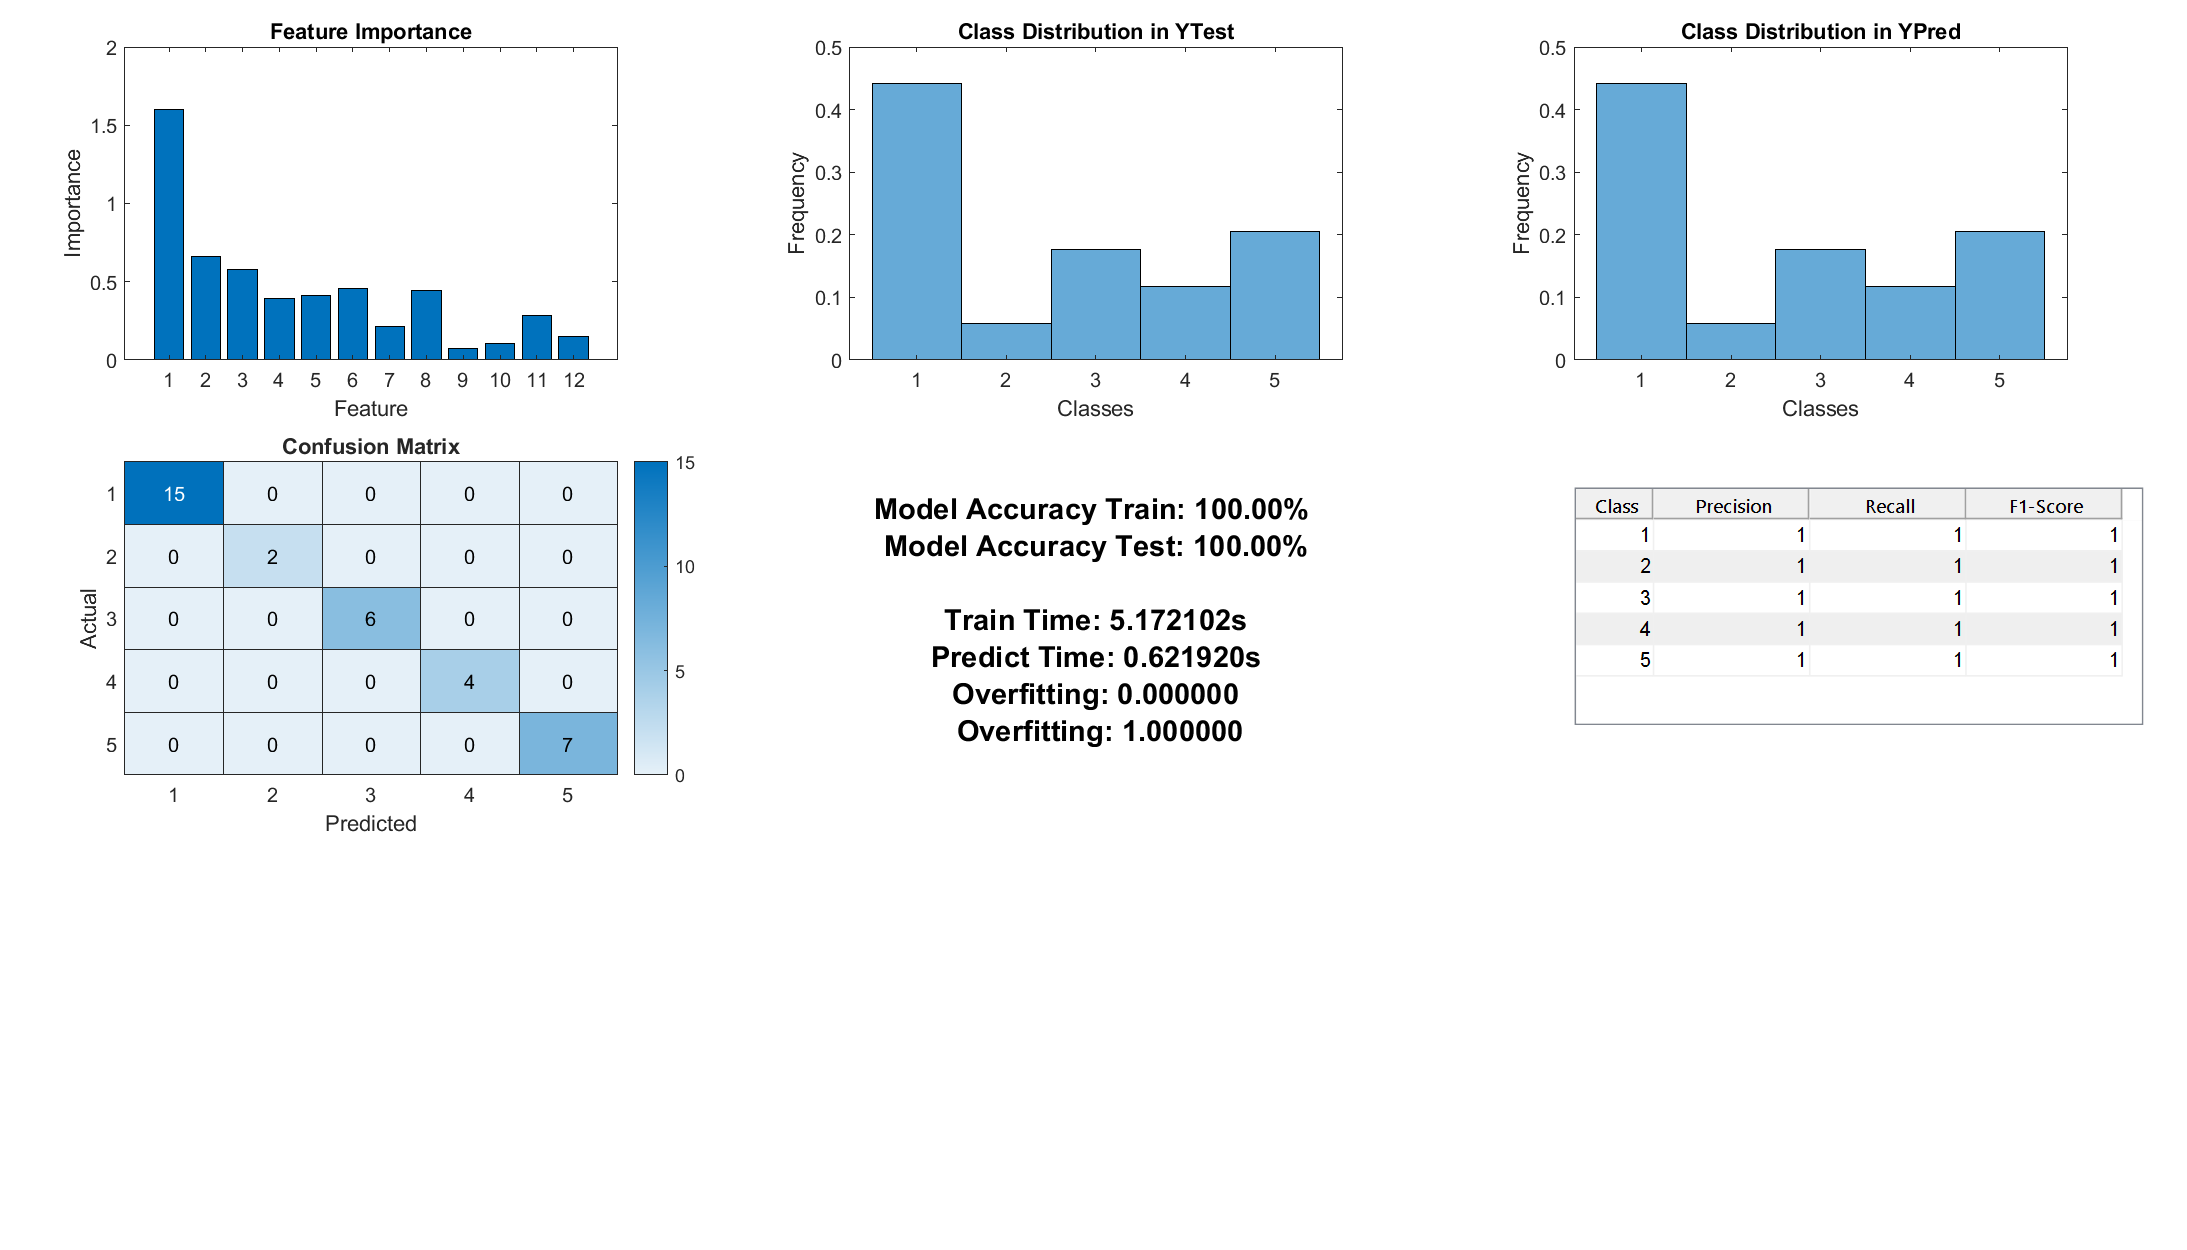 Feature Importance
2
1.5
1
0.5
0
Importance
1 2 3 4 5 6 7 8 9 10 11 12
Feature
Class Distribution in YTest
0.5
0.4
0.3
0.2
0.1
0
Frequency
1 2 3 4 5
Classes
Class Distribution in YPred
0.5
0.4
0.3
0.2
0.1
0
Frequency
1 2 3 4 5
Classes
Confusion Matrix
Actual
1 15 0 0 0 0
2 0 2 0 0 0
3 0 0 6 0 0
4 0 0 0 4 0
5 0 0 0 0 7
1 2 3 4 5
Predicted
15
10
5
0
Model Accuracy Train: 100.00%
Model Accuracy Test: 100.00%
Train Time: 5.172102s
Predict Time: 0.621920s
Overfitting: 0.000000
Overfitting: 1.000000
Class Precision Recall F1-Score
1 1 1 1
2 1 1 1
3 1 1 1
4 1 1 1
5 1 1 1